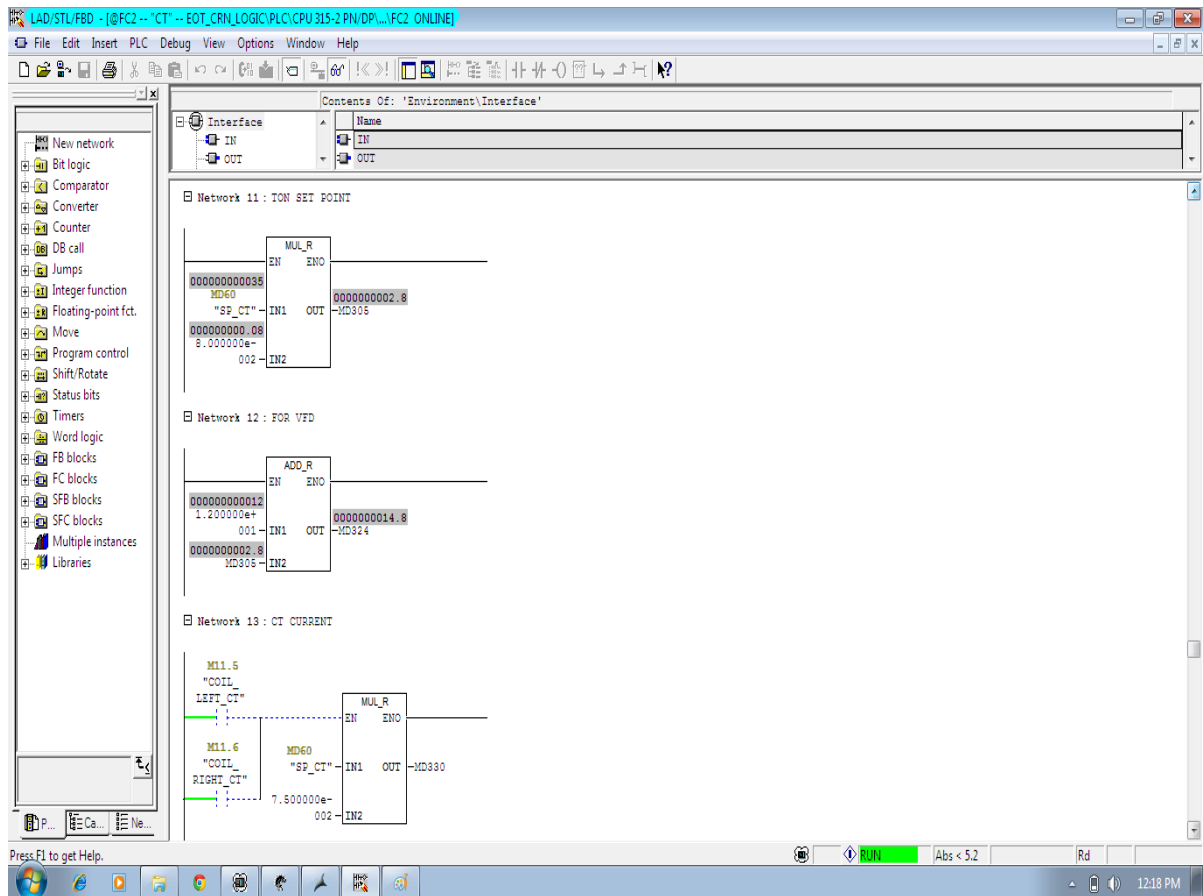 LAD/STL/FBD - [@FC2 -- "CT" -- EOT_CRN_LOGIC\PLC\CPU 315-2 PN/DP\...\FC2 ONLINE]
File Edit Insert PLC Debug View Options Window Help
Contents Of: 'Environment\Interface'
Interface
IN
OUT
Name
IN
OUT
New network
Bit logic
Comparator
Converter
Counter
DB call
Jumps
Integer function
Floating-point fct.
Move
Program control
Shift/Rotate
Status bits
Timers
Word logic
FB blocks
FC blocks
SFB blocks
SFC blocks
Multiple instances
Libraries
P... Ca... Ne...
Network 11 : TON SET POINT
MUL_R
EN ENO
000000000035
MD60
0000000002.8
"SP_CT" IN1 OUT MD305
000000000.08
8.000000e-
002 IN2
Network 12 : FOR VFD
ADD_R
EN ENO
000000000012
1.200000e+
0000000014.8
001 IN1 OUT MD324
0000000002.8
MD305 IN2
Network 13 : CT CURRENT
M11.5
"COIL_
LEFT_CT"
MUL_R
EN ENO
M11.6
"COIL_
RIGHT_CT"
MD60
"SP_CT" IN1 OUT MD330
7.500000e-
002 IN2
Press F1 to get Help.
RUN
Abs < 5.2
Rd
12:18 PM